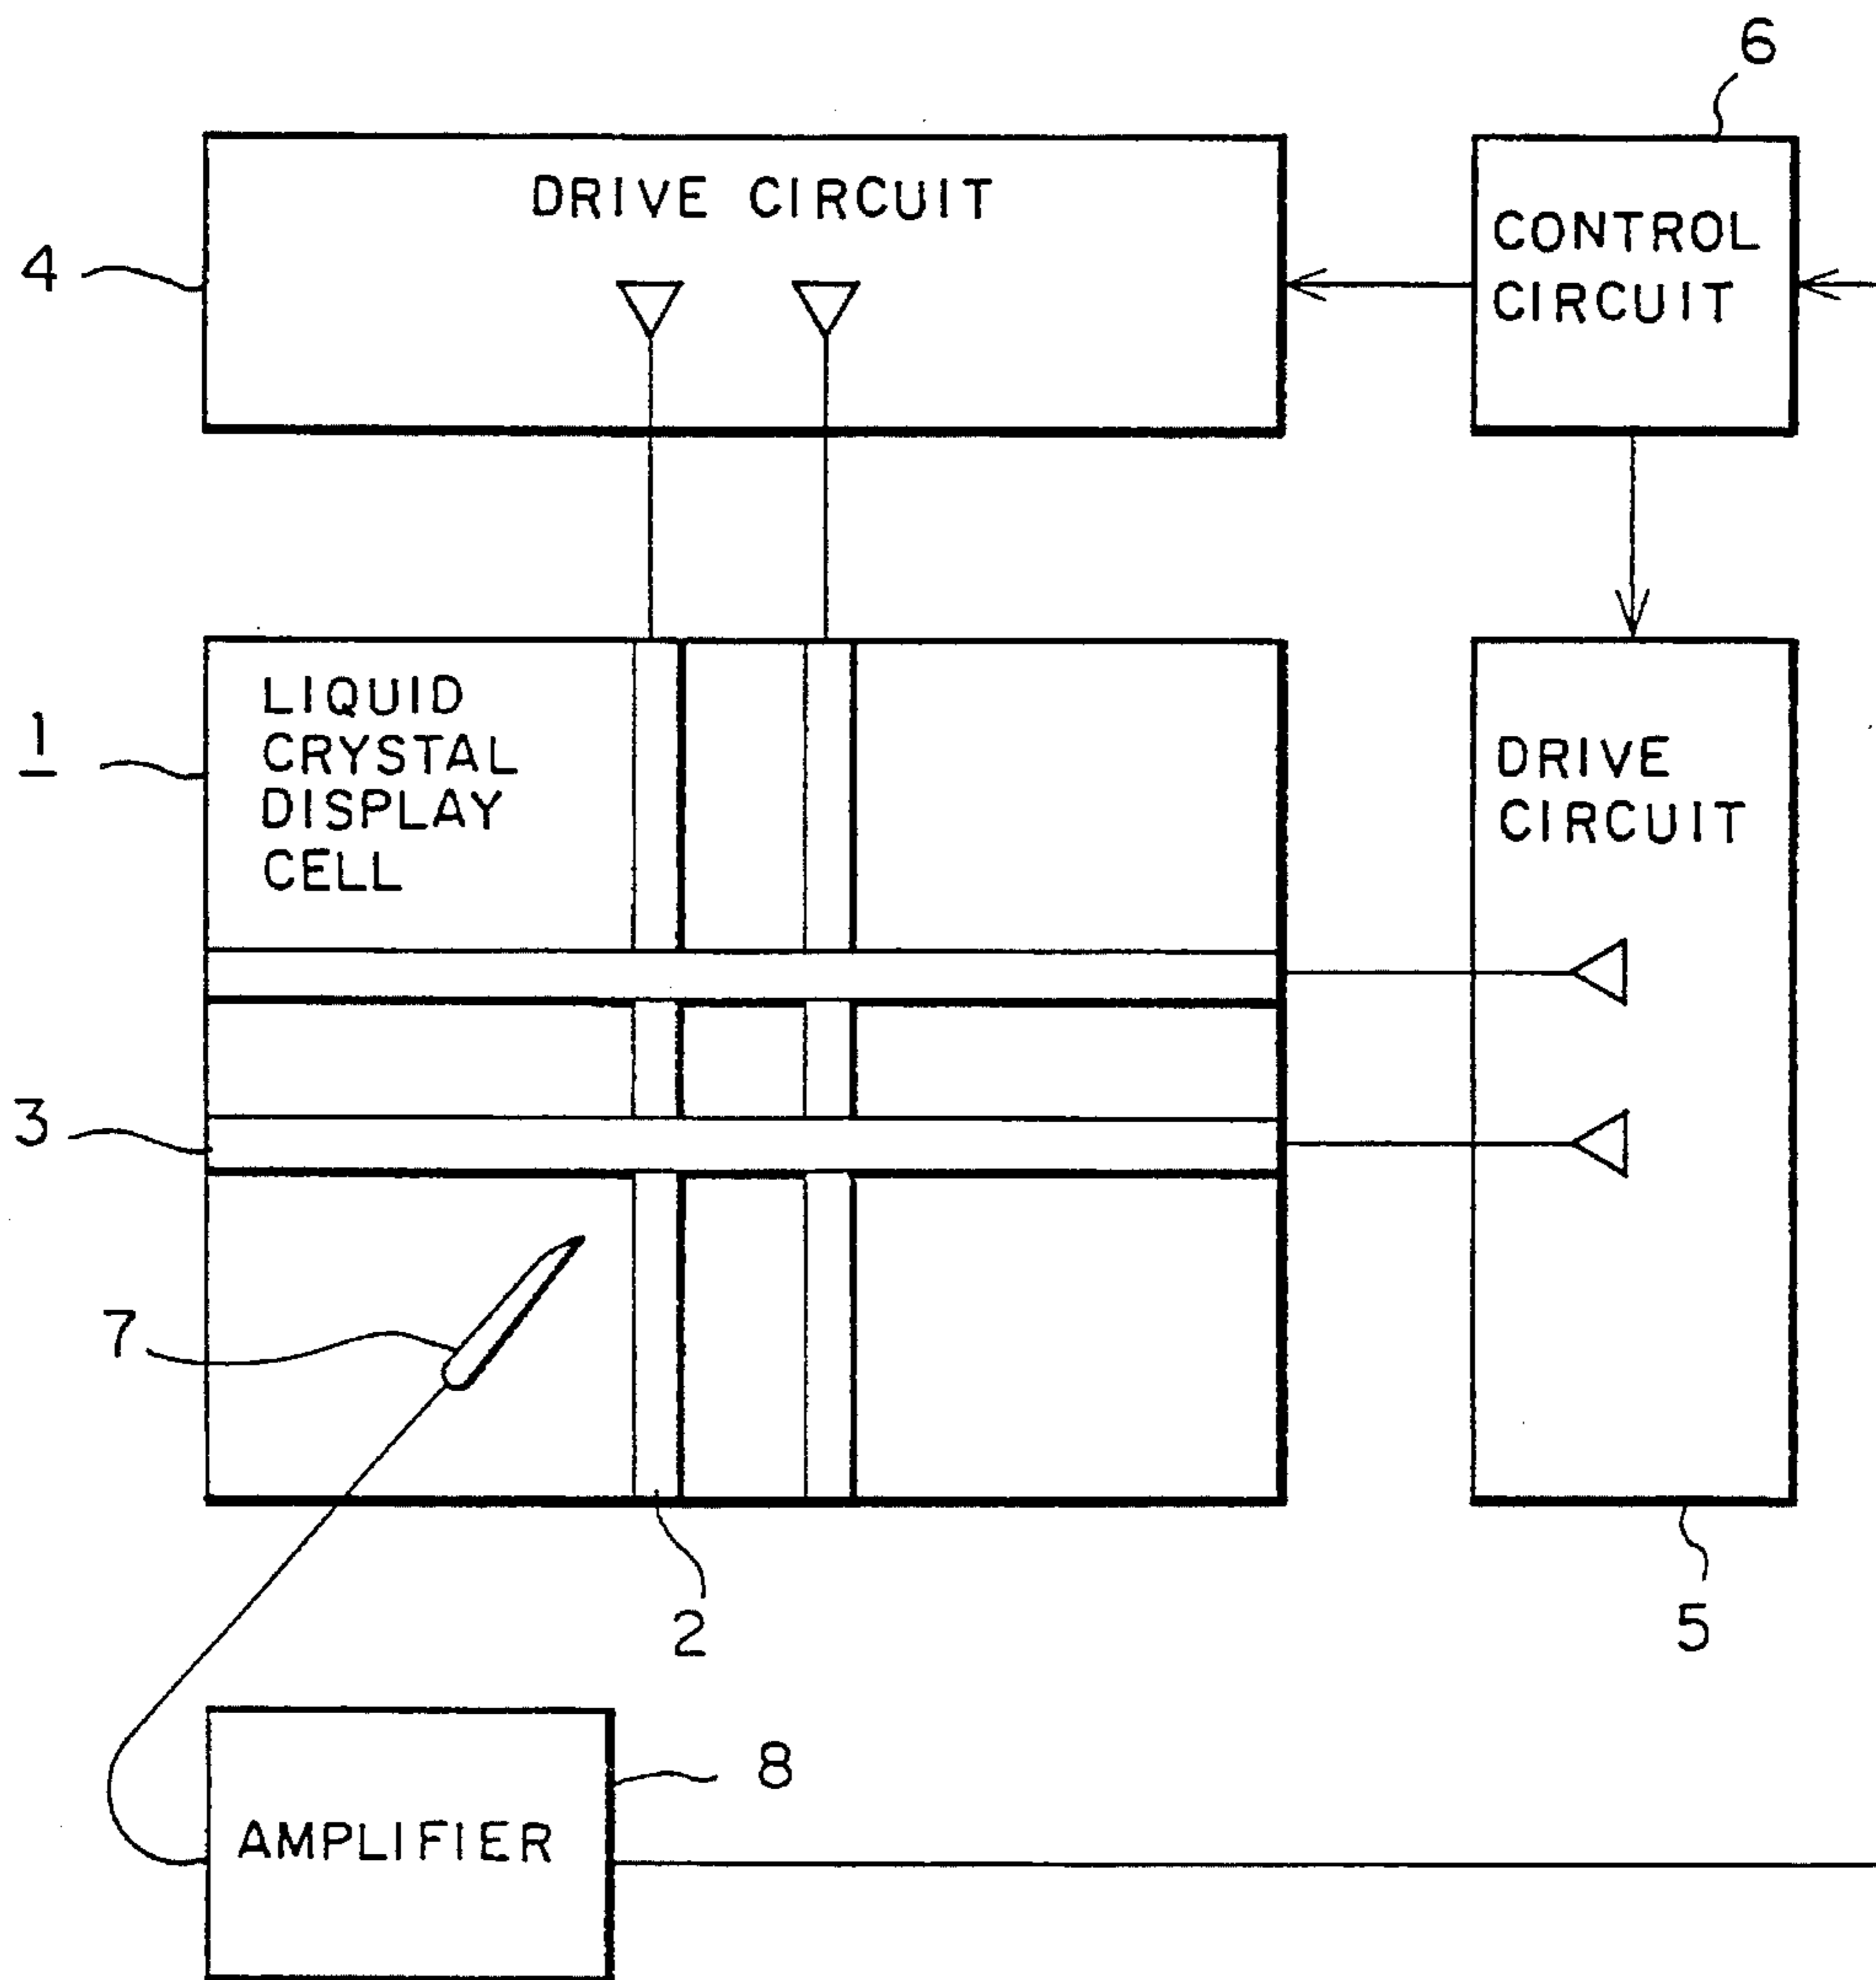 6
DRIVE CIRCUIT
CONTROL
CIRCUIT
4
LIQUID
CRYSTAL
DISPLAY
CELL
1
DRIVE
CIRCUIT
3
7
2
5
8
AMPLIFIER